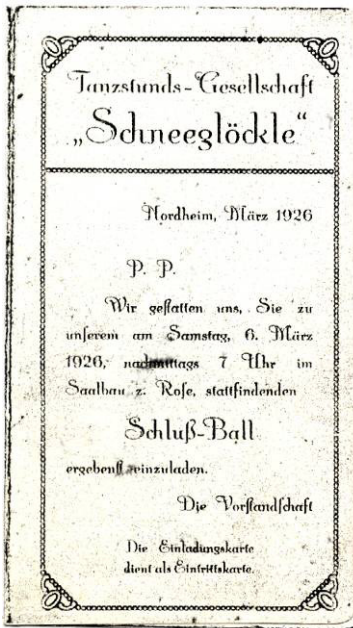 Tanzstunds-Gesellschaft
„Schneeglöckle“
Nordheim, März 1926
P. P.
Wir gestatten uns, Sie zu
unserem am Samstag, 6. März
1926, nachmittags 7 Uhr im
Saalbau z. Rose, stattfindenden
Schluß-Ball
ergebenst einzuladen.
Die Vorstandschaft
Die Einladungskarte
dient als Eintrittskarte.